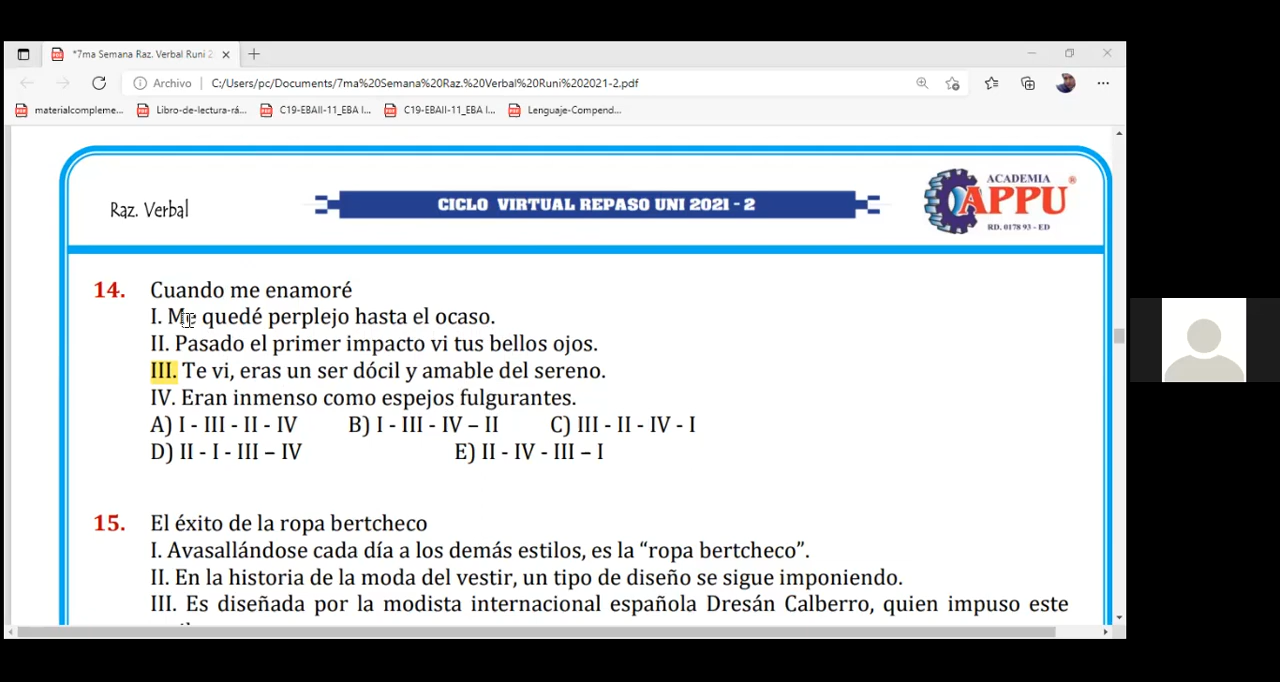 *7ma Semana Raz. Verbal Runi 2
Archivo
C:/Users/pc/Documents/7ma%20Semana%20Raz.%20Verbal%20Runi%202021-2.pdf
materialcompleme...
Libro-de-lectura-rá...
C19-EBAII-11_EBA I...
C19-EBAII-11_EBA I...
Lenguaje-Compend...
Raz. Verbal
CICLO VIRTUAL REPASO UNI 2021 - 2
ACADEMIA
APPU®
RD. 0178 93 - ED
14. Cuando me enamoré
I. Me quedé perplejo hasta el ocaso.
II. Pasado el primer impacto vi tus bellos ojos.
III. Te vi, eras un ser dócil y amable del sereno.
IV. Eran inmenso como espejos fulgurantes.
A) I - III - II - IV B) I - III - IV – II C) III - II - IV - I
D) II - I - III – IV E) II - IV - III – I
15. El éxito de la ropa bertcheco
I. Avasallándose cada día a los demás estilos, es la “ropa bertcheco”.
II. En la historia de la moda del vestir, un tipo de diseño se sigue imponiendo.
III. Es diseñada por la modista internacional española Dresán Calberro, quien impuso este